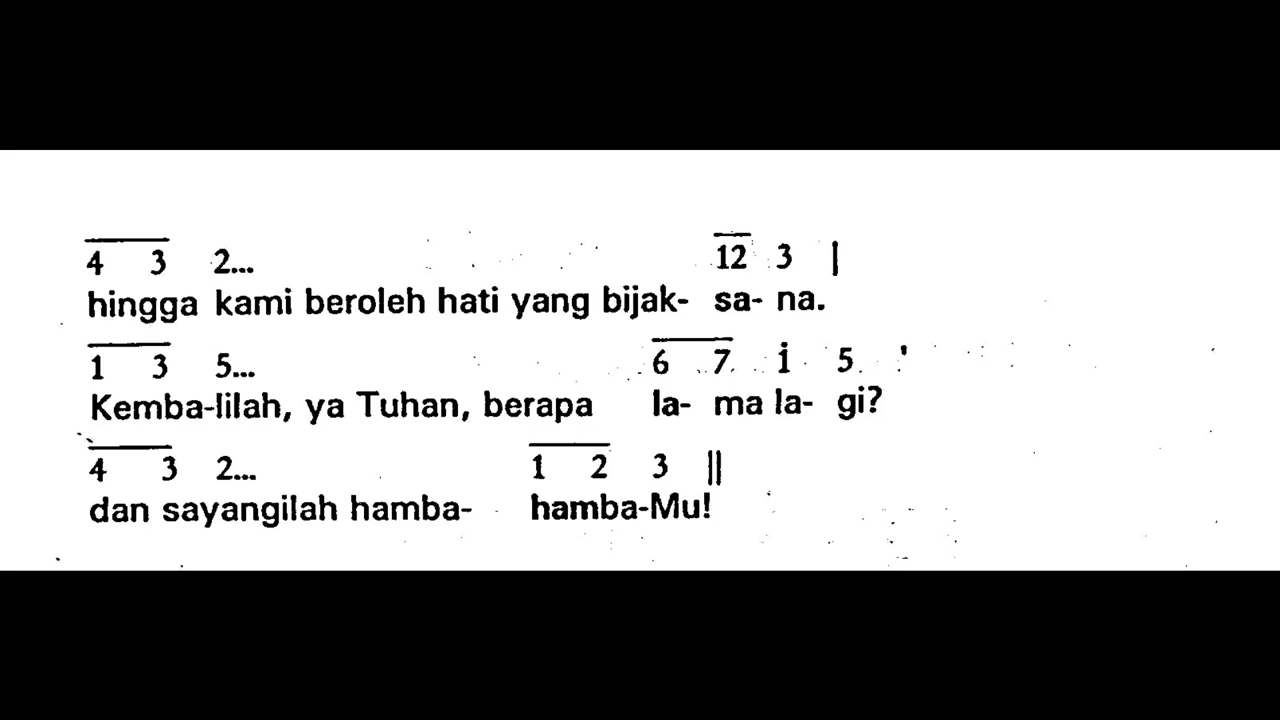 4 3 2... 12 3 |
hingga kami beroleh hati yang bijak- sa- na.
1 3 5... 6 7 i 5 '
Kemba-lilah, ya Tuhan, berapa la- ma la- gi?
4 3 2... 1 2 3 ||
dan sayangilah hamba- hamba-Mu!